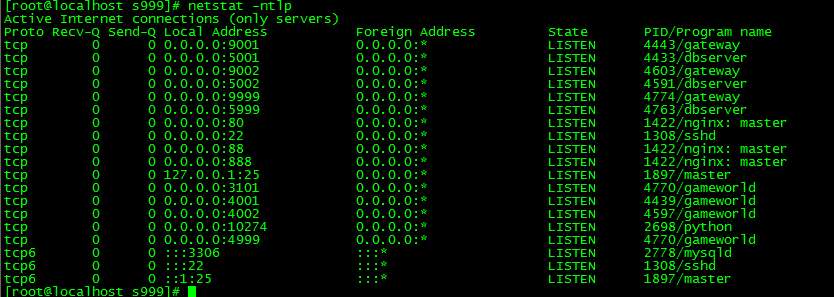 [root@localhost s999]# netstat -ntlp
Active Internet connections (only servers)
Proto Recv-Q Send-Q Local Address Foreign Address State PID/Program name
tcp 0 0 0.0.0.0:9001 0.0.0.0:* LISTEN 4443/gateway
tcp 0 0 0.0.0.0:5001 0.0.0.0:* LISTEN 4433/dbserver
tcp 0 0 0.0.0.0:9002 0.0.0.0:* LISTEN 4603/gateway
tcp 0 0 0.0.0.0:5002 0.0.0.0:* LISTEN 4591/dbserver
tcp 0 0 0.0.0.0:9999 0.0.0.0:* LISTEN 4774/gateway
tcp 0 0 0.0.0.0:5999 0.0.0.0:* LISTEN 4763/dbserver
tcp 0 0 0.0.0.0:80 0.0.0.0:* LISTEN 1422/nginx: master
tcp 0 0 0.0.0.0:22 0.0.0.0:* LISTEN 1308/sshd
tcp 0 0 0.0.0.0:88 0.0.0.0:* LISTEN 1422/nginx: master
tcp 0 0 0.0.0.0:888 0.0.0.0:* LISTEN 1422/nginx: master
tcp 0 0 127.0.0.1:25 0.0.0.0:* LISTEN 1897/master
tcp 0 0 0.0.0.0:3101 0.0.0.0:* LISTEN 4770/gameworld
tcp 0 0 0.0.0.0:4001 0.0.0.0:* LISTEN 4439/gameworld
tcp 0 0 0.0.0.0:4002 0.0.0.0:* LISTEN 4597/gameworld
tcp 0 0 0.0.0.0:10274 0.0.0.0:* LISTEN 2698/python
tcp 0 0 0.0.0.0:4999 0.0.0.0:* LISTEN 4770/gameworld
tcp6 0 0 :::3306 :::* LISTEN 2778/mysqld
tcp6 0 0 :::22 :::* LISTEN 1308/sshd
tcp6 0 0 ::1:25 :::* LISTEN 1897/master
[root@localhost s999]#